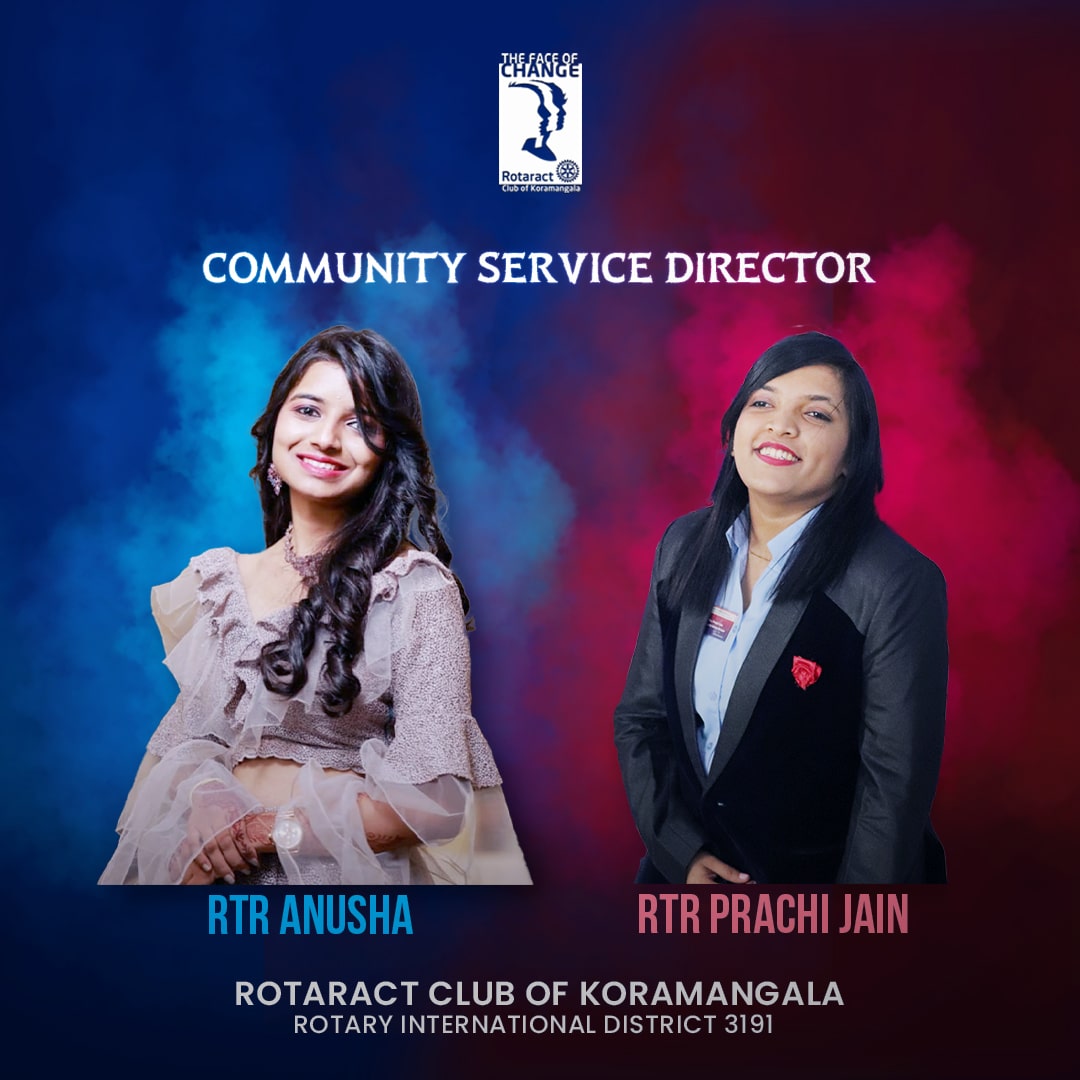 THE FACE OF
CHANGE
Rotaract
Club of Koramangala
COMMUNITY SERVICE DIRECTOR
RTR ANUSHA
RTR PRACHI JAIN
ROTARACT CLUB OF KORAMANGALA
ROTARY INTERNATIONAL DISTRICT 3191